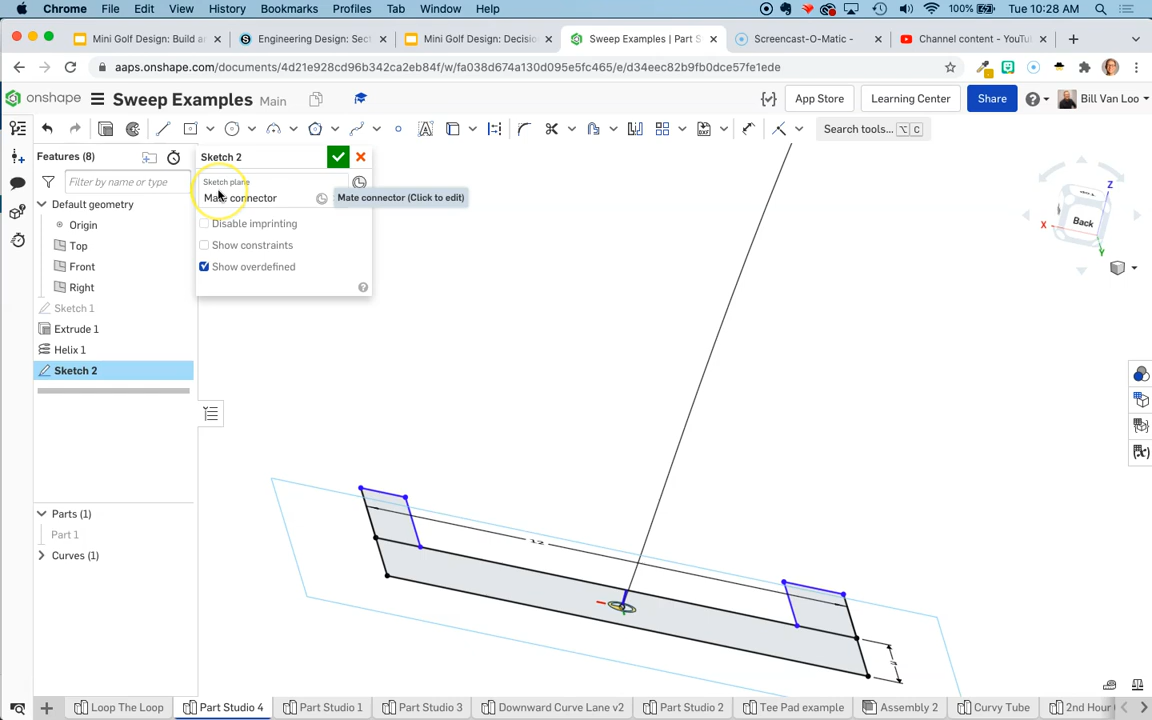 Chrome File Edit View History Bookmarks Profiles Tab Window Help 100% Tue 10:28 AM
Mini Golf Design: Build a Engineering Design: Sect Mini Golf Design: Decisio Sweep Examples | Part S Screencast-O-Matic - Channel content - YouTu
aaps.onshape.com/documents/4d21e928cd96b342ca2eb84f/w/fa038d674a130d095e5fc465/e/d34eec82b9fb0dce57fe1ede
onshape Sweep Examples Main App Store Learning Center Share Bill Van Loo
Search tools... ⌥ C
Features (8)
Filter by name or type
Default geometry
Origin
Top
Front
Right
Sketch 1
Extrude 1
Helix 1
Sketch 2
Parts (1)
Part 1
Curves (1)
Sketch 2
Sketch plane
Mate connector
Mate connector (Click to edit)
Disable imprinting
Show constraints
Show overdefined
Z
Back
X
Y
12
Loop The Loop Part Studio 4 Part Studio 1 Part Studio 3 Downward Curve Lane v2 Part Studio 2 Tee Pad example Assembly 2 Curvy Tube 2nd Hour